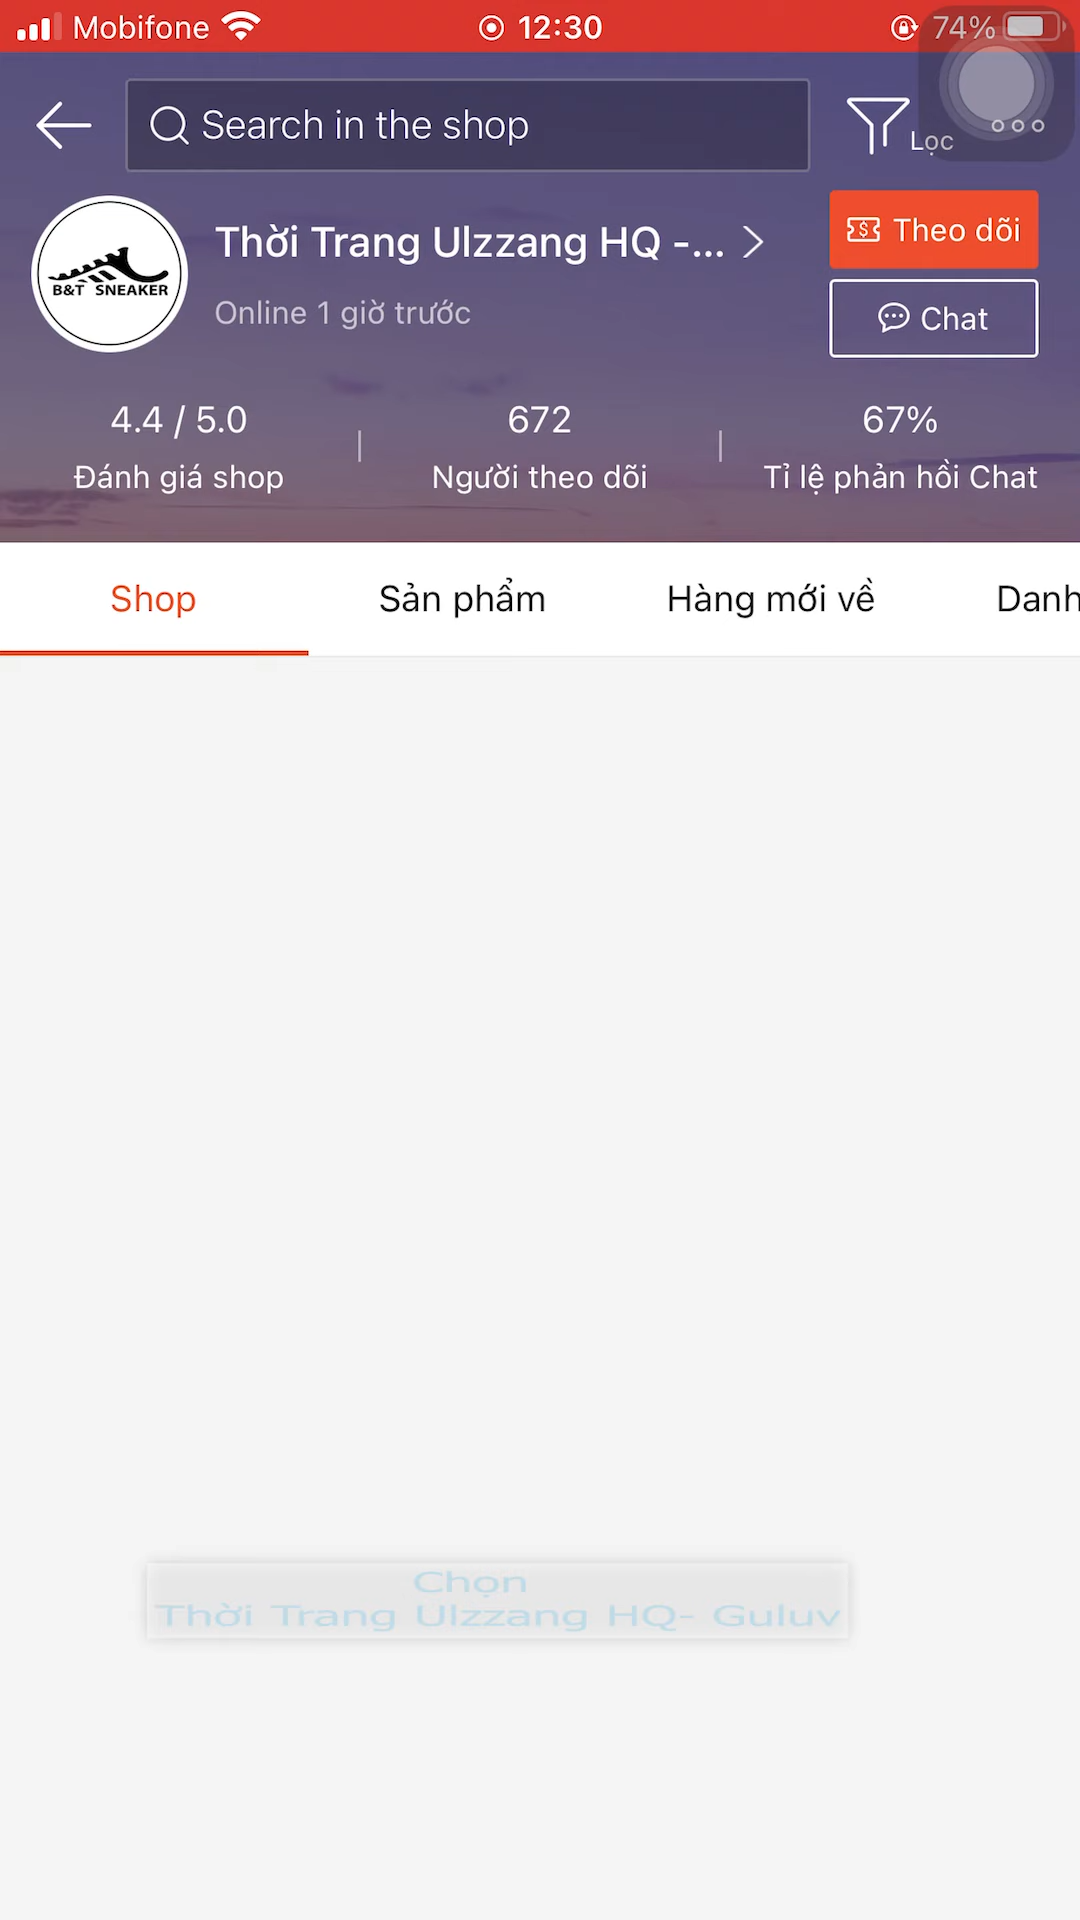 Mobifone 12:30 74%
Search in the shop
Lọc
Thời Trang Ulzzang HQ -...
Theo dõi
B&T SNEAKER
Online 1 giờ trước
Chat
4.4 / 5.0 672 67%
Đánh giá shop Người theo dõi Tỉ lệ phản hồi Chat
Shop Sản phẩm Hàng mới về Danh
Chọn
Thời Trang Ulzzang HQ- Guluv